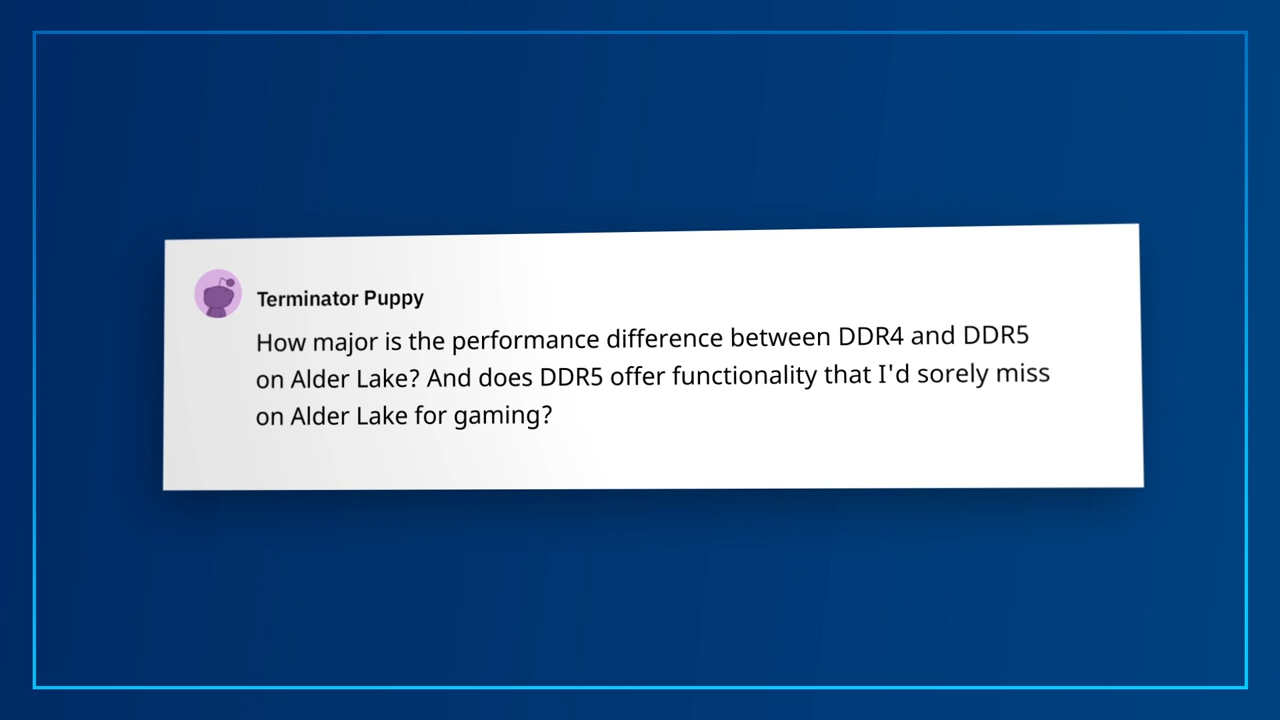 Terminator Puppy
How major is the performance difference between DDR4 and DDR5
on Alder Lake? And does DDR5 offer functionality that I'd sorely miss
on Alder Lake for gaming?